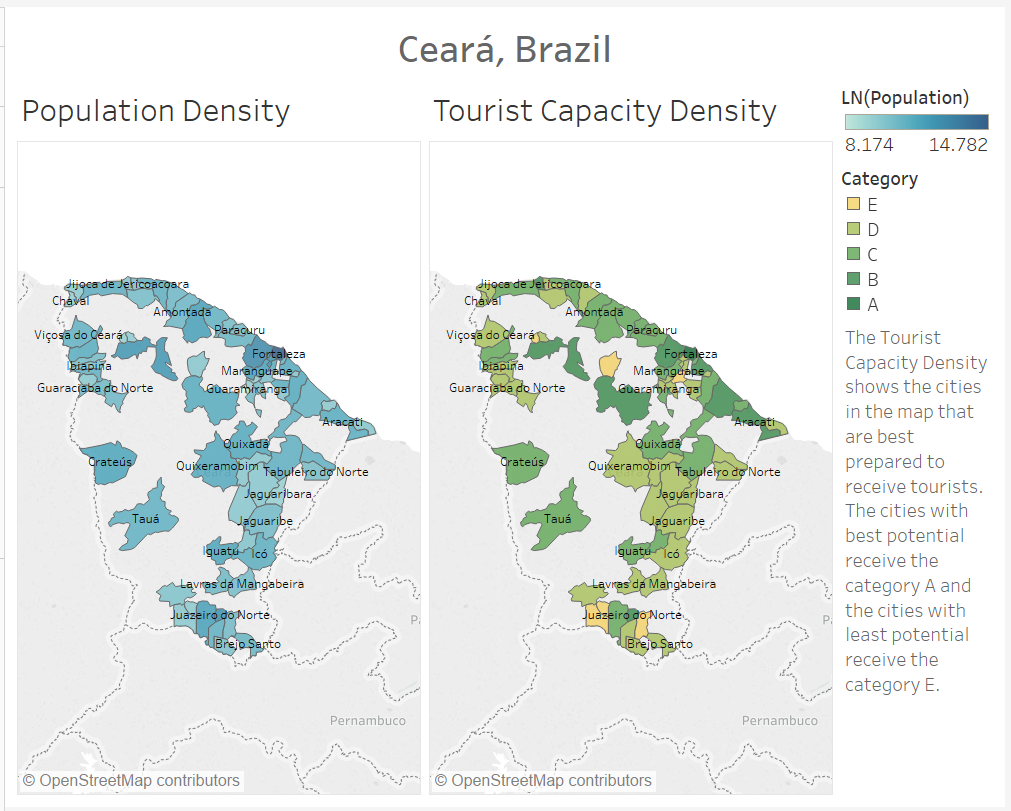 Ceará, Brazil
Population Density
Tourist Capacity Density
Jijoca de Jericoacoara
Chaval
Amontada
Viçosa do Ceará
Paracuru
Ibiapina
Fortaleza
Maranguape
Guaraciaba do Norte
Guaramiranga
Aracati
Quixadá
Crateús
Quixeramobim
Tabuleiro do Norte
Jaguaribara
Tauá
Jaguaribe
Iguatu
Icó
Lavras da Mangabeira
Juazeiro do Norte
Brejo Santo
Pernambuco
© OpenStreetMap contributors
Jijoca de Jericoacoara
Chaval
Amontada
Viçosa do Ceará
Paracuru
Ibiapina
Fortaleza
Maranguape
Guaraciaba do Norte
Guaramiranga
Aracati
Quixadá
Crateús
Quixeramobim
Tabuleiro do Norte
Jaguaribara
Tauá
Jaguaribe
Iguatu
Icó
Lavras da Mangabeira
Juazeiro do Norte
Brejo Santo
Pernambuco
© OpenStreetMap contributors
LN(Population)
8.174 14.782
Category
E
D
C
B
A
The Tourist
Capacity Density
shows the cities
in the map that
are best
prepared to
receive tourists.
The cities with
best potential
receive the
category A and
the cities with
least potential
receive the
category E.